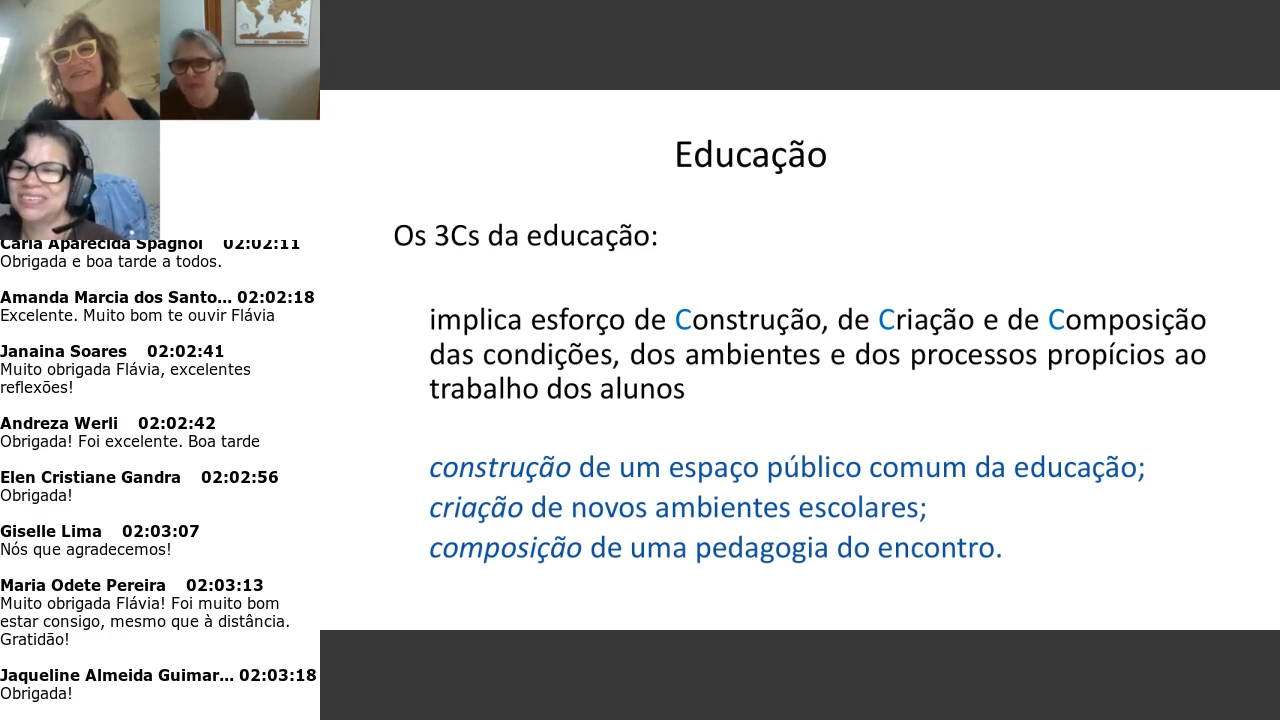 Carla Aparecida Spagnol 02:02:11
Obrigada e boa tarde a todos.
Amanda Marcia dos Santo... 02:02:18
Excelente. Muito bom te ouvir Flávia
Janaina Soares 02:02:41
Muito obrigada Flávia, excelentes
reflexões!
Andreza Werli 02:02:42
Obrigada! Foi excelente. Boa tarde
Elen Cristiane Gandra 02:02:56
Obrigada!
Giselle Lima 02:03:07
Nós que agradecemos!
Maria Odete Pereira 02:03:13
Muito obrigada Flávia! Foi muito bom
estar consigo, mesmo que à distância.
Gratidão!
Jaqueline Almeida Guimar... 02:03:18
Obrigada!
Educação
Os 3Cs da educação:
implica esforço de Construção, de Criação e de Composição
das condições, dos ambientes e dos processos propícios ao
trabalho dos alunos
construção de um espaço público comum da educação;
criação de novos ambientes escolares;
composição de uma pedagogia do encontro.